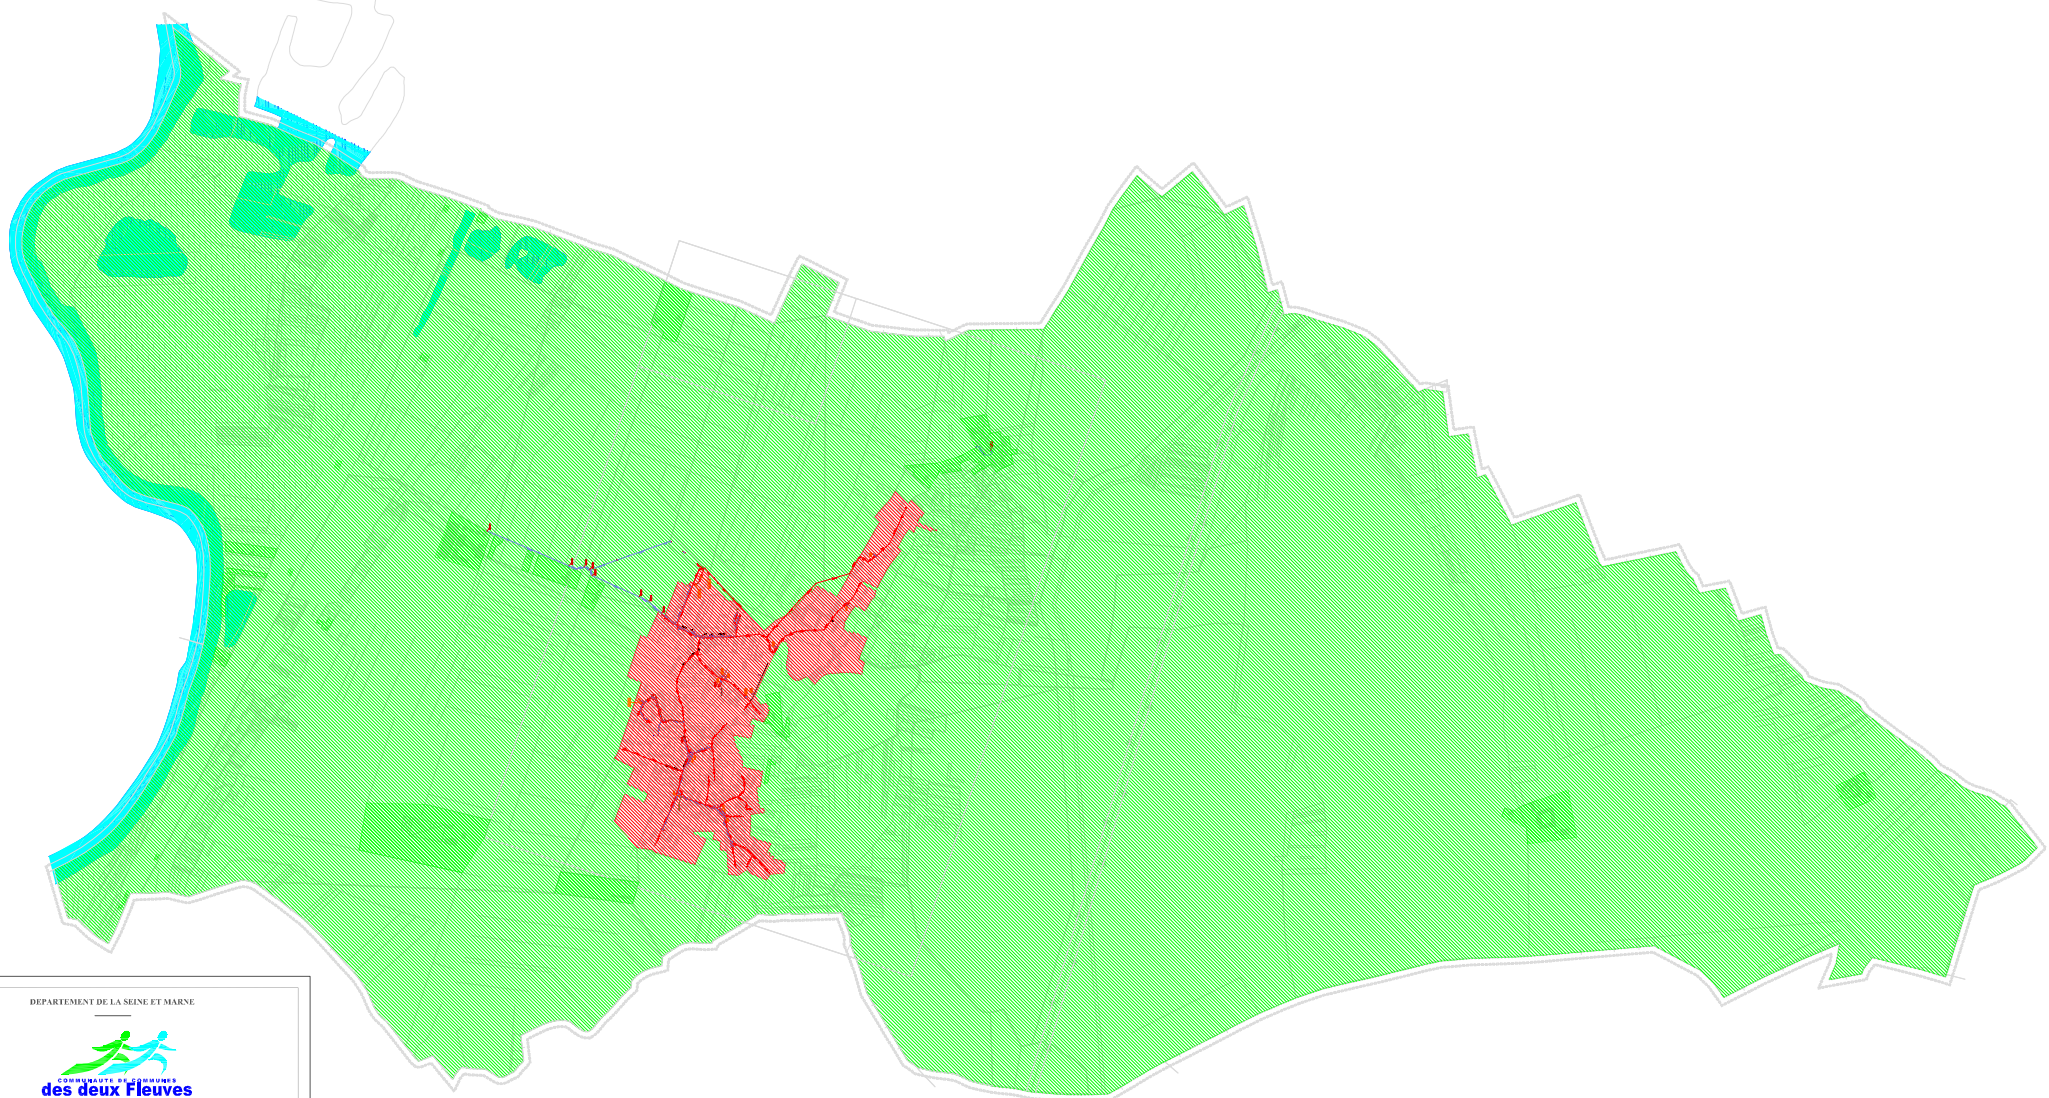 DEPARTEMENT DE LA SEINE ET MARNE
COMMUNAUTE DE COMMUNES
des deux Fleuves